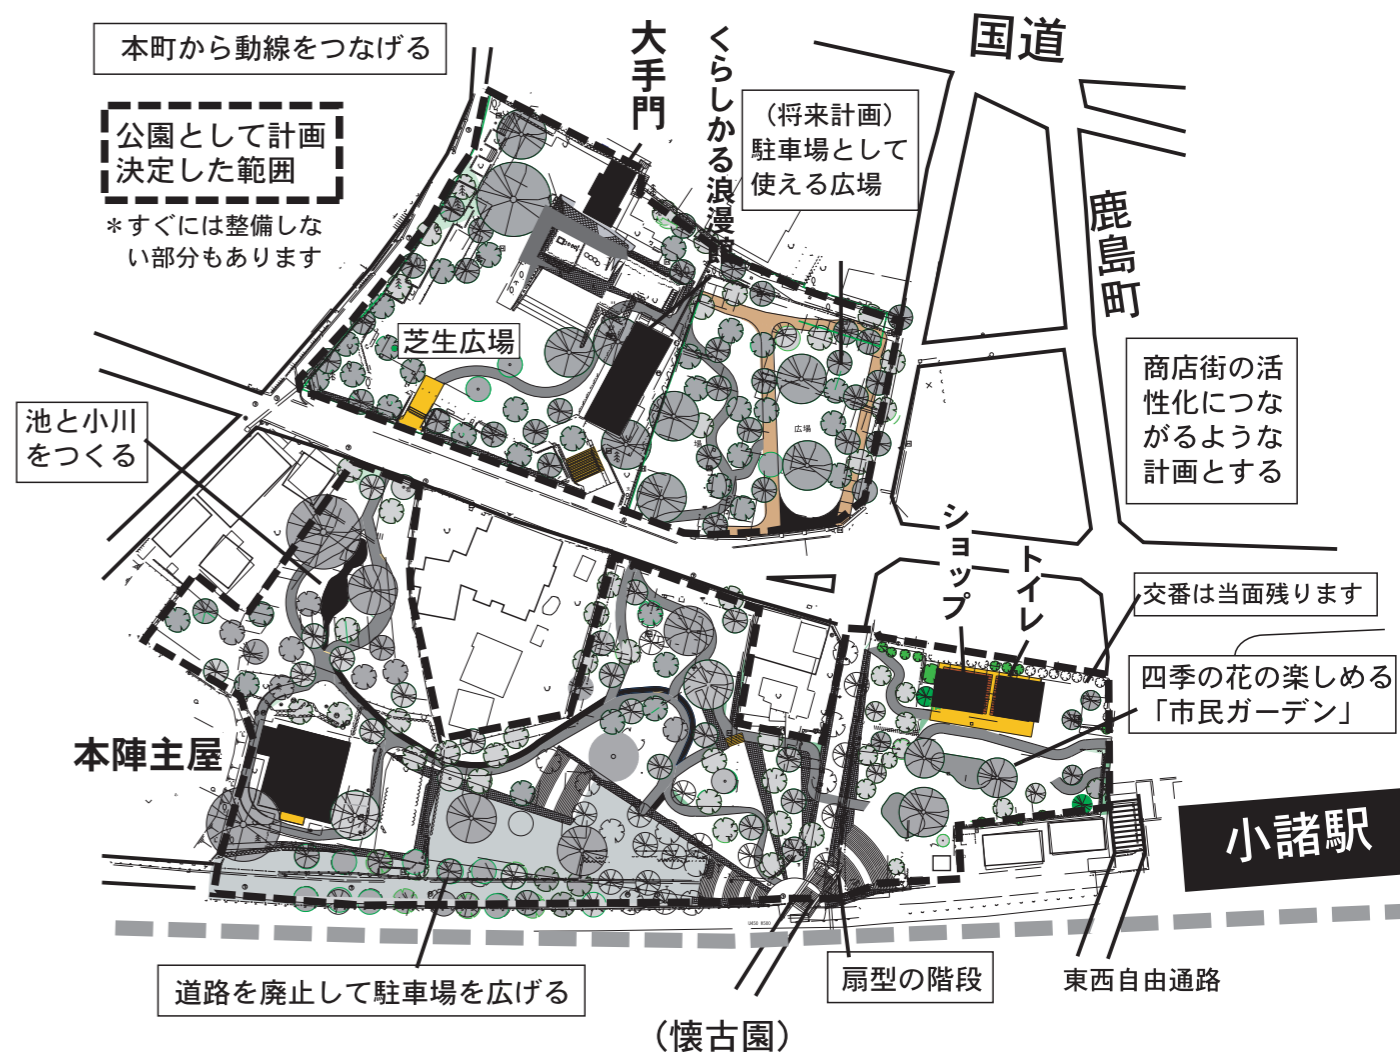 本町から動線をつなげる
公園として計画
決定した範囲
＊すぐには整備しな
い部分もあります
大手門
くらしかる浪漫館
（将来計画）
駐車場として
使える広場
国道
鹿島町
商店街の活
性化につな
がるような
計画とする
芝生広場
広場
池と小川
をつくる
ショップ
トイレ
交番は当面残ります
四季の花の楽しめる
「市民ガーデン」
本陣主屋
小諸駅
道路を廃止して駐車場を広げる
扇型の階段
東西自由通路
（懐古園）